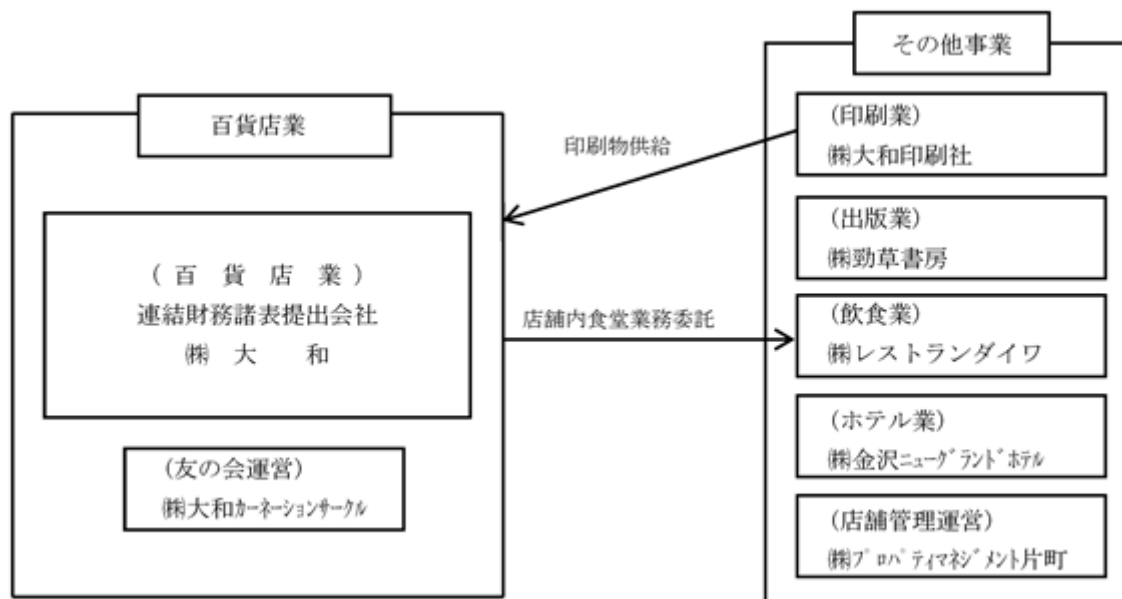 百貨店業
(百貨店業)
連結財務諸表提出会社
㈱大和
(友の会運営)
㈱大和ｶｰﾈｰｼｮﾝｻｰｸﾙ
印刷物供給
店舗内食堂業務委託
その他事業
(印刷業)
㈱大和印刷社
(出版業)
㈱勁草書房
(飲食業)
㈱レストランダイワ
(ホテル業)
㈱金沢ﾆｭｰｸﾞﾗﾝﾄﾞﾎﾃﾙ
(店舗管理運営)
㈱ﾌﾟﾛﾊﾟﾃｨﾏﾈｼﾞﾒﾝﾄ片町